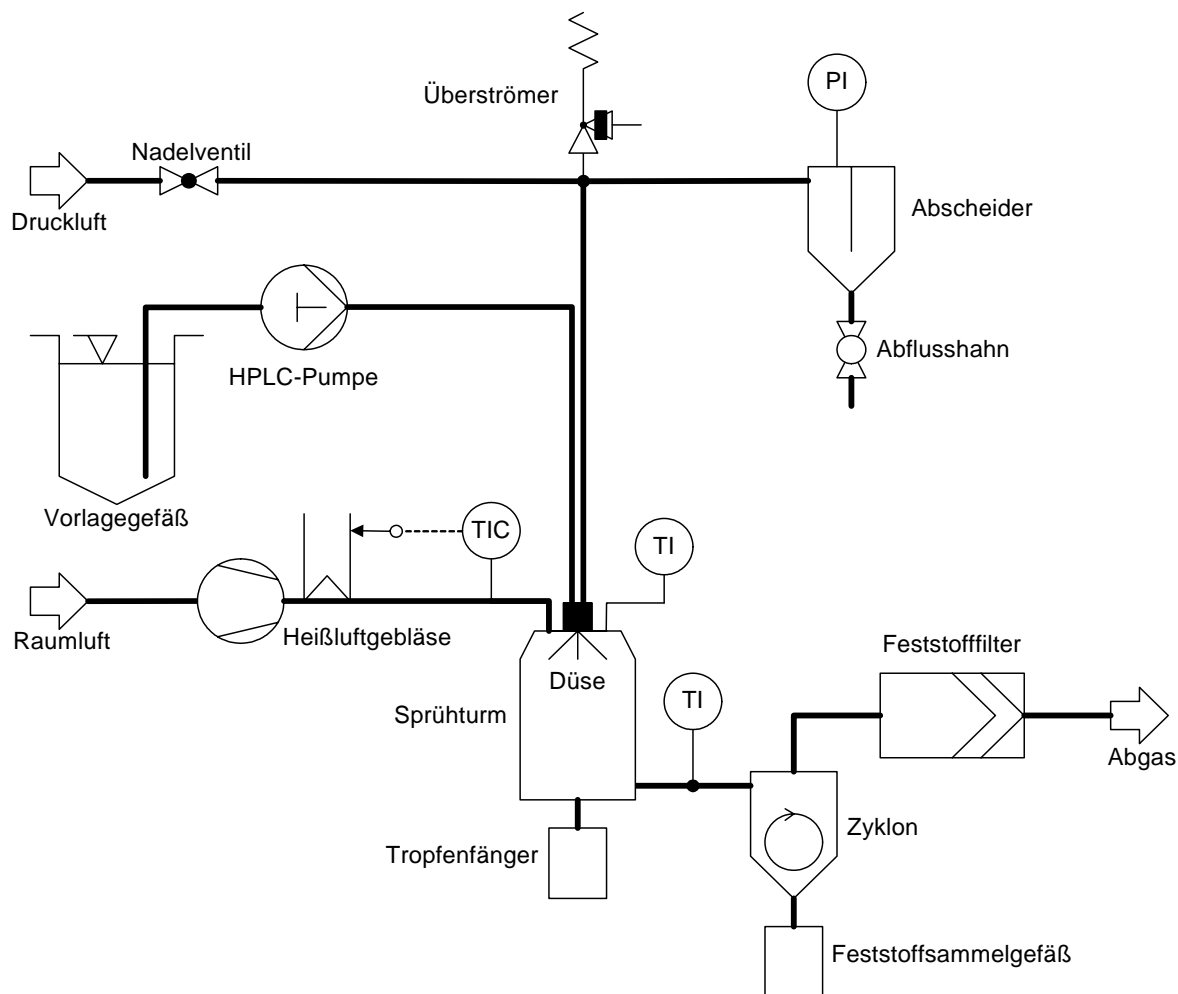 PI
Überströmer
Nadelventil
Druckluft
Abscheider
HPLC-Pumpe
Abflusshahn
Vorlagegefäß
TIC
TI
Raumluft
Heißluftgebläse
Düse
Feststofffilter
Sprühturm
TI
Abgas
Tropfenfänger
Zyklon
Feststoffsammelgefäß